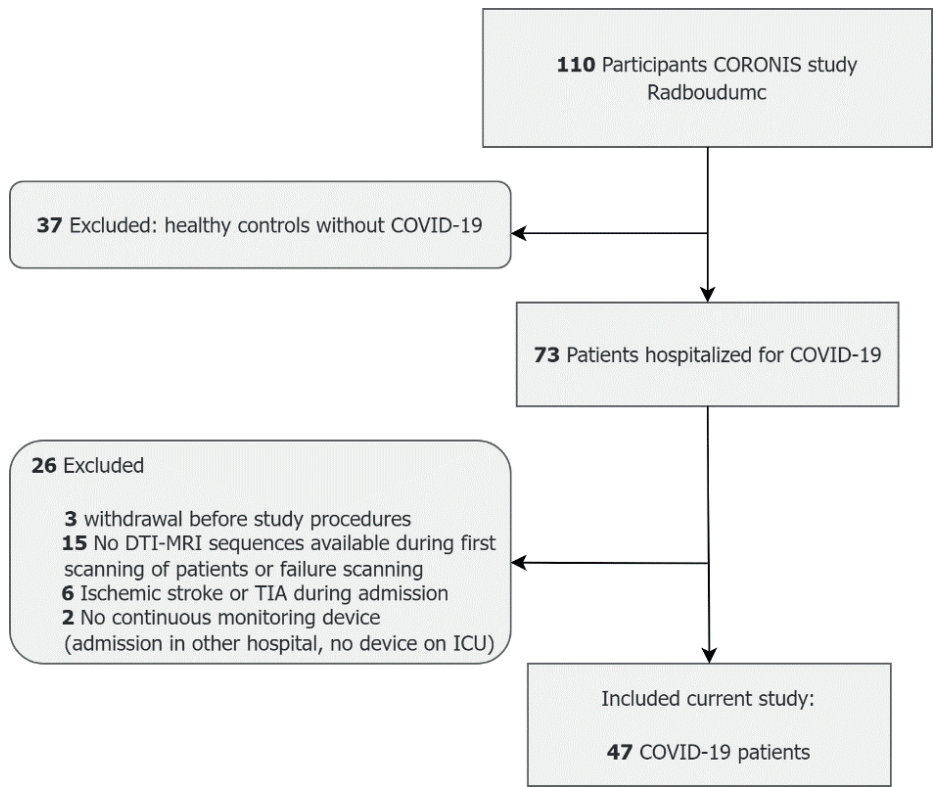 110 Participants CORONIS study
Radboudumc
37 Excluded: healthy controls without COVID-19
73 Patients hospitalized for COVID-19
26 Excluded
3 withdrawal before study procedures
15 No DTI-MRI sequences available during first
scanning of patients or failure scanning
6 Ischemic stroke or TIA during admission
2 No continuous monitoring device
(admission in other hospital, no device on ICU)
Included current study:
47 COVID-19 patients